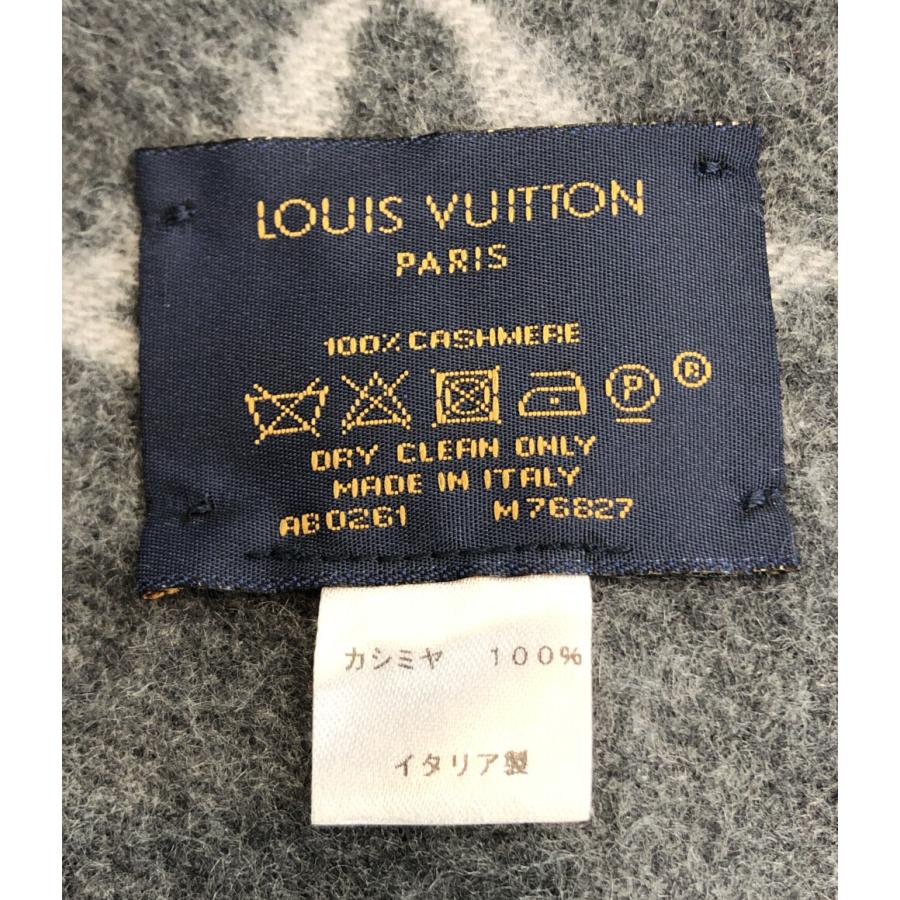 LOUIS VUITTON
PARIS
100% CASHMERE
P ®
DRY CLEAN ONLY
MADE IN ITALY
AB0261 M76827
カシミヤ 100%
イタリア製